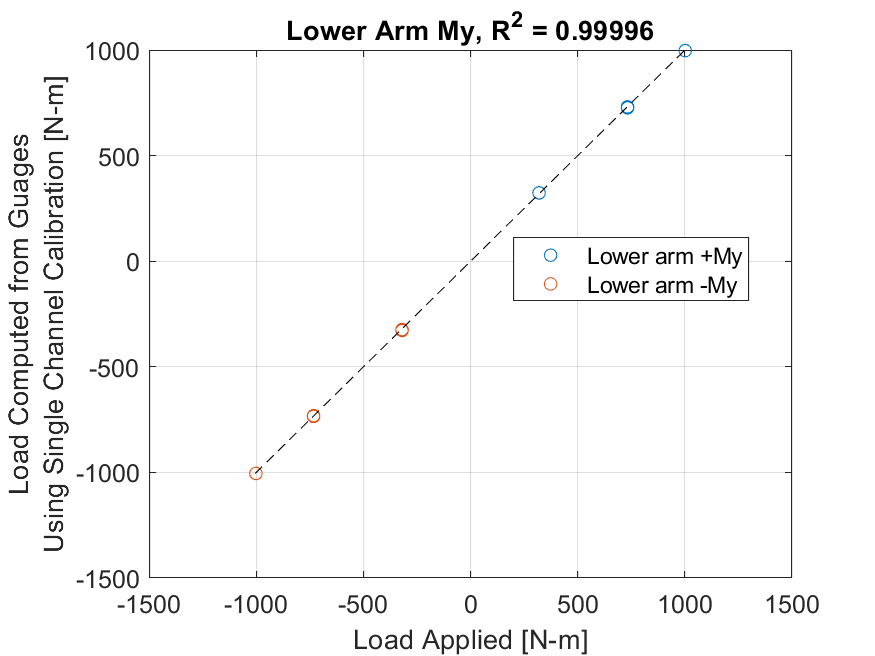 Lower Arm My, R² = 0.99996
Load Computed from Guages
Using Single Channel Calibration [N-m]
1000
500
0
-500
-1000
-1500
Lower arm +My
Lower arm -My
-1500 -1000 -500 0 500 1000 1500
Load Applied [N-m]